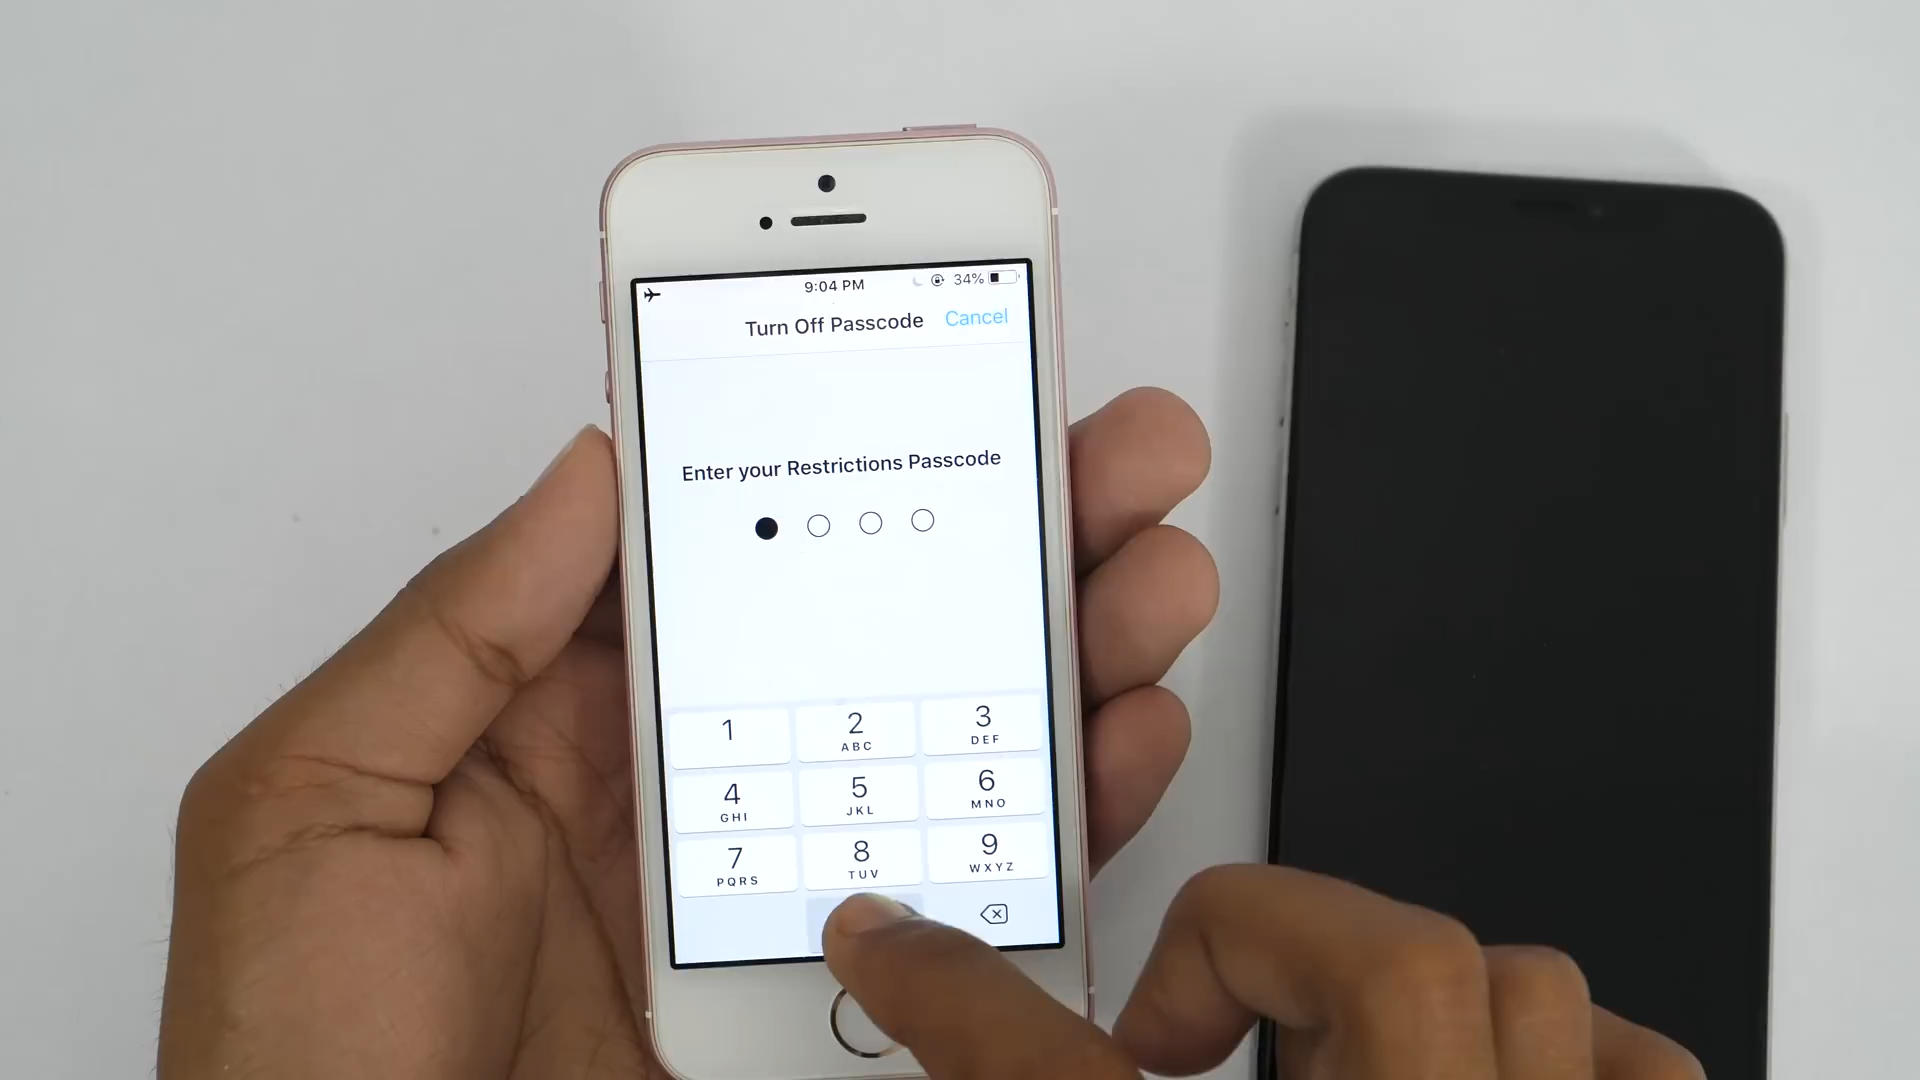 9:04 PM 34%
Turn Off Passcode Cancel
Enter your Restrictions Passcode
1 2 3
ABC DEF
4 5 6
GHI JKL MNO
7 8 9
PQRS TUV WXYZ